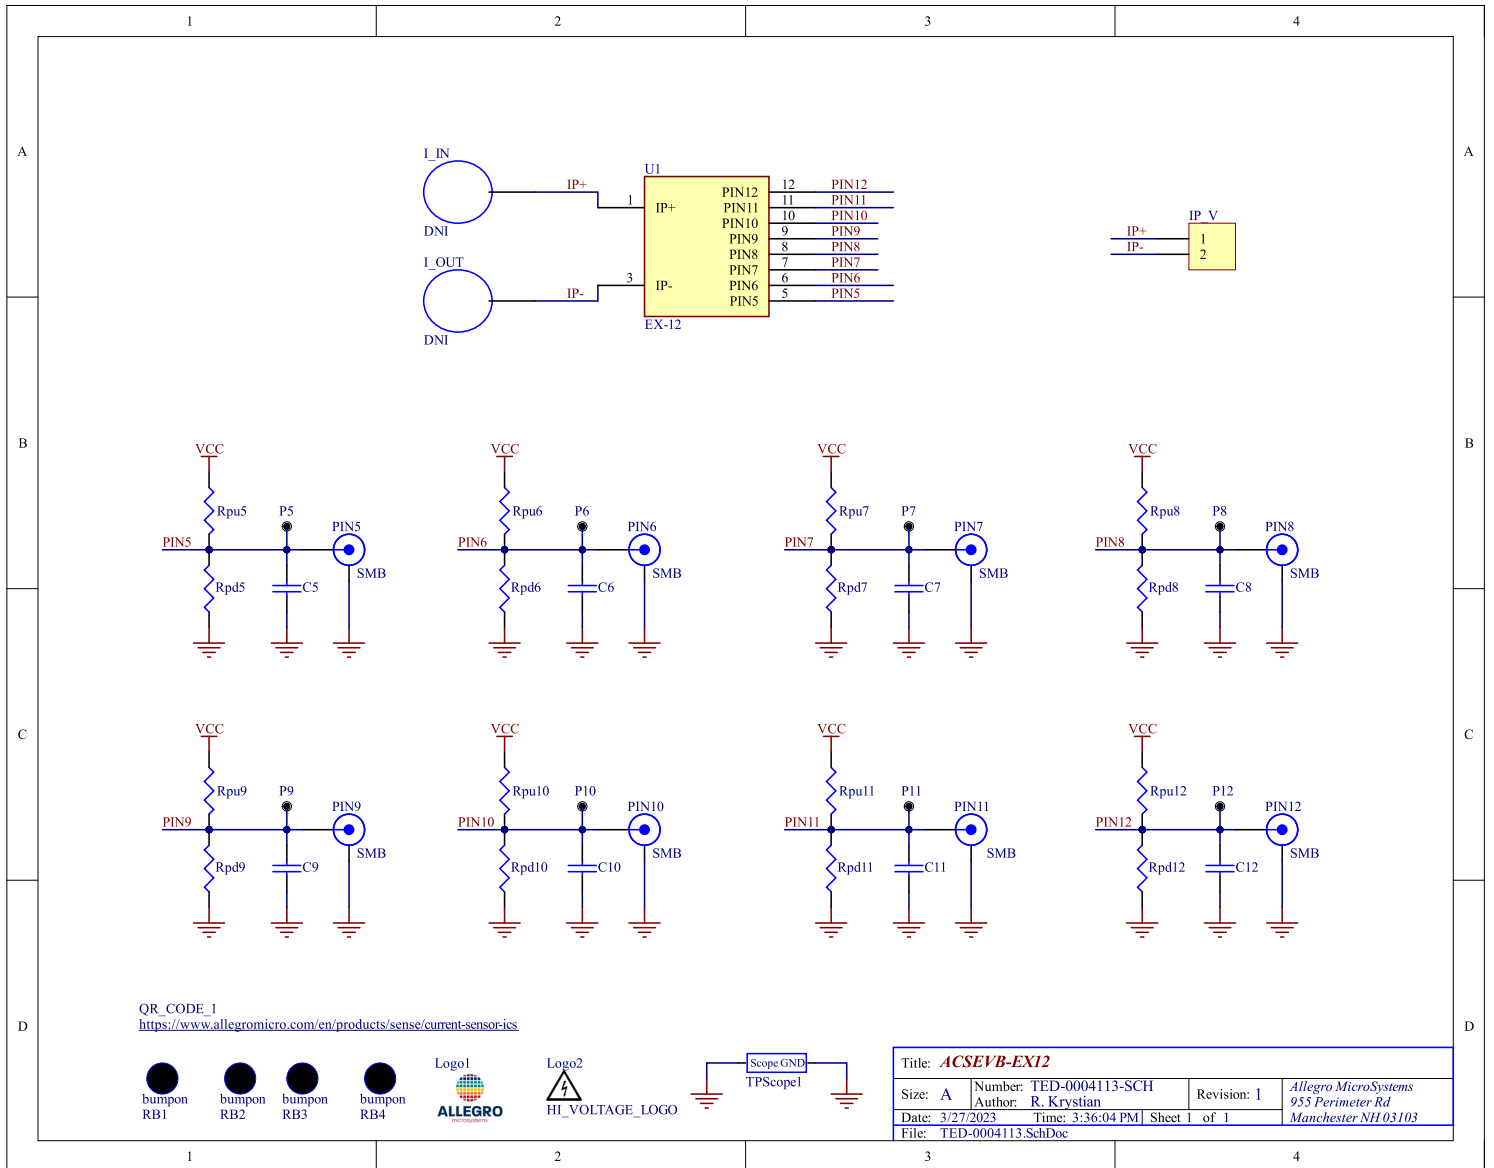 1 2 3 4
A A
I_IN
IP+
DNI
I_OUT
IP-
DNI
U1
1 IP+
3 IP-
PIN12 12 PIN12
PIN11 11 PIN11
PIN10 10 PIN10
PIN9 9 PIN9
PIN8 8 PIN8
PIN7 7 PIN7
PIN6 6 PIN6
PIN5 5 PIN5
EX-12
IP_V
IP+ 1
IP- 2
B B
VCC VCC VCC VCC
Rpu5 P5 Rpu6 P6 Rpu7 P7 Rpu8 P8
PIN5 PIN5 PIN6 PIN6 PIN7 PIN7 PIN8 PIN8
SMB SMB SMB SMB
Rpd5 C5 Rpd6 C6 Rpd7 C7 Rpd8 C8
C C
VCC VCC VCC VCC
Rpu9 P9 Rpu10 P10 Rpu11 P11 Rpu12 P12
PIN9 PIN9 PIN10 PIN10 PIN11 PIN11 PIN12 PIN12
SMB SMB SMB SMB
Rpd9 C9 Rpd10 C10 Rpd11 C11 Rpd12 C12
D D
QR_CODE_1
https://www.allegromicro.com/en/products/sense/current-sensor-ics
bumpon bumpon bumpon bumpon
RB1 RB2 RB3 RB4
Logo1
ALLEGRO
microsystems
Logo2
HI_VOLTAGE_LOGO
Scope GND
TPScope1
Title: ACSEVB-EX12
Size: A
Number: TED-0004113-SCH
Author: R. Krystian
Revision: 1
Allegro MicroSystems
955 Perimeter Rd
Manchester NH 03103
Date: 3/27/2023 Time: 3:36:04 PM Sheet 1 of 1
File: TED-0004113.SchDoc
1 2 3 4